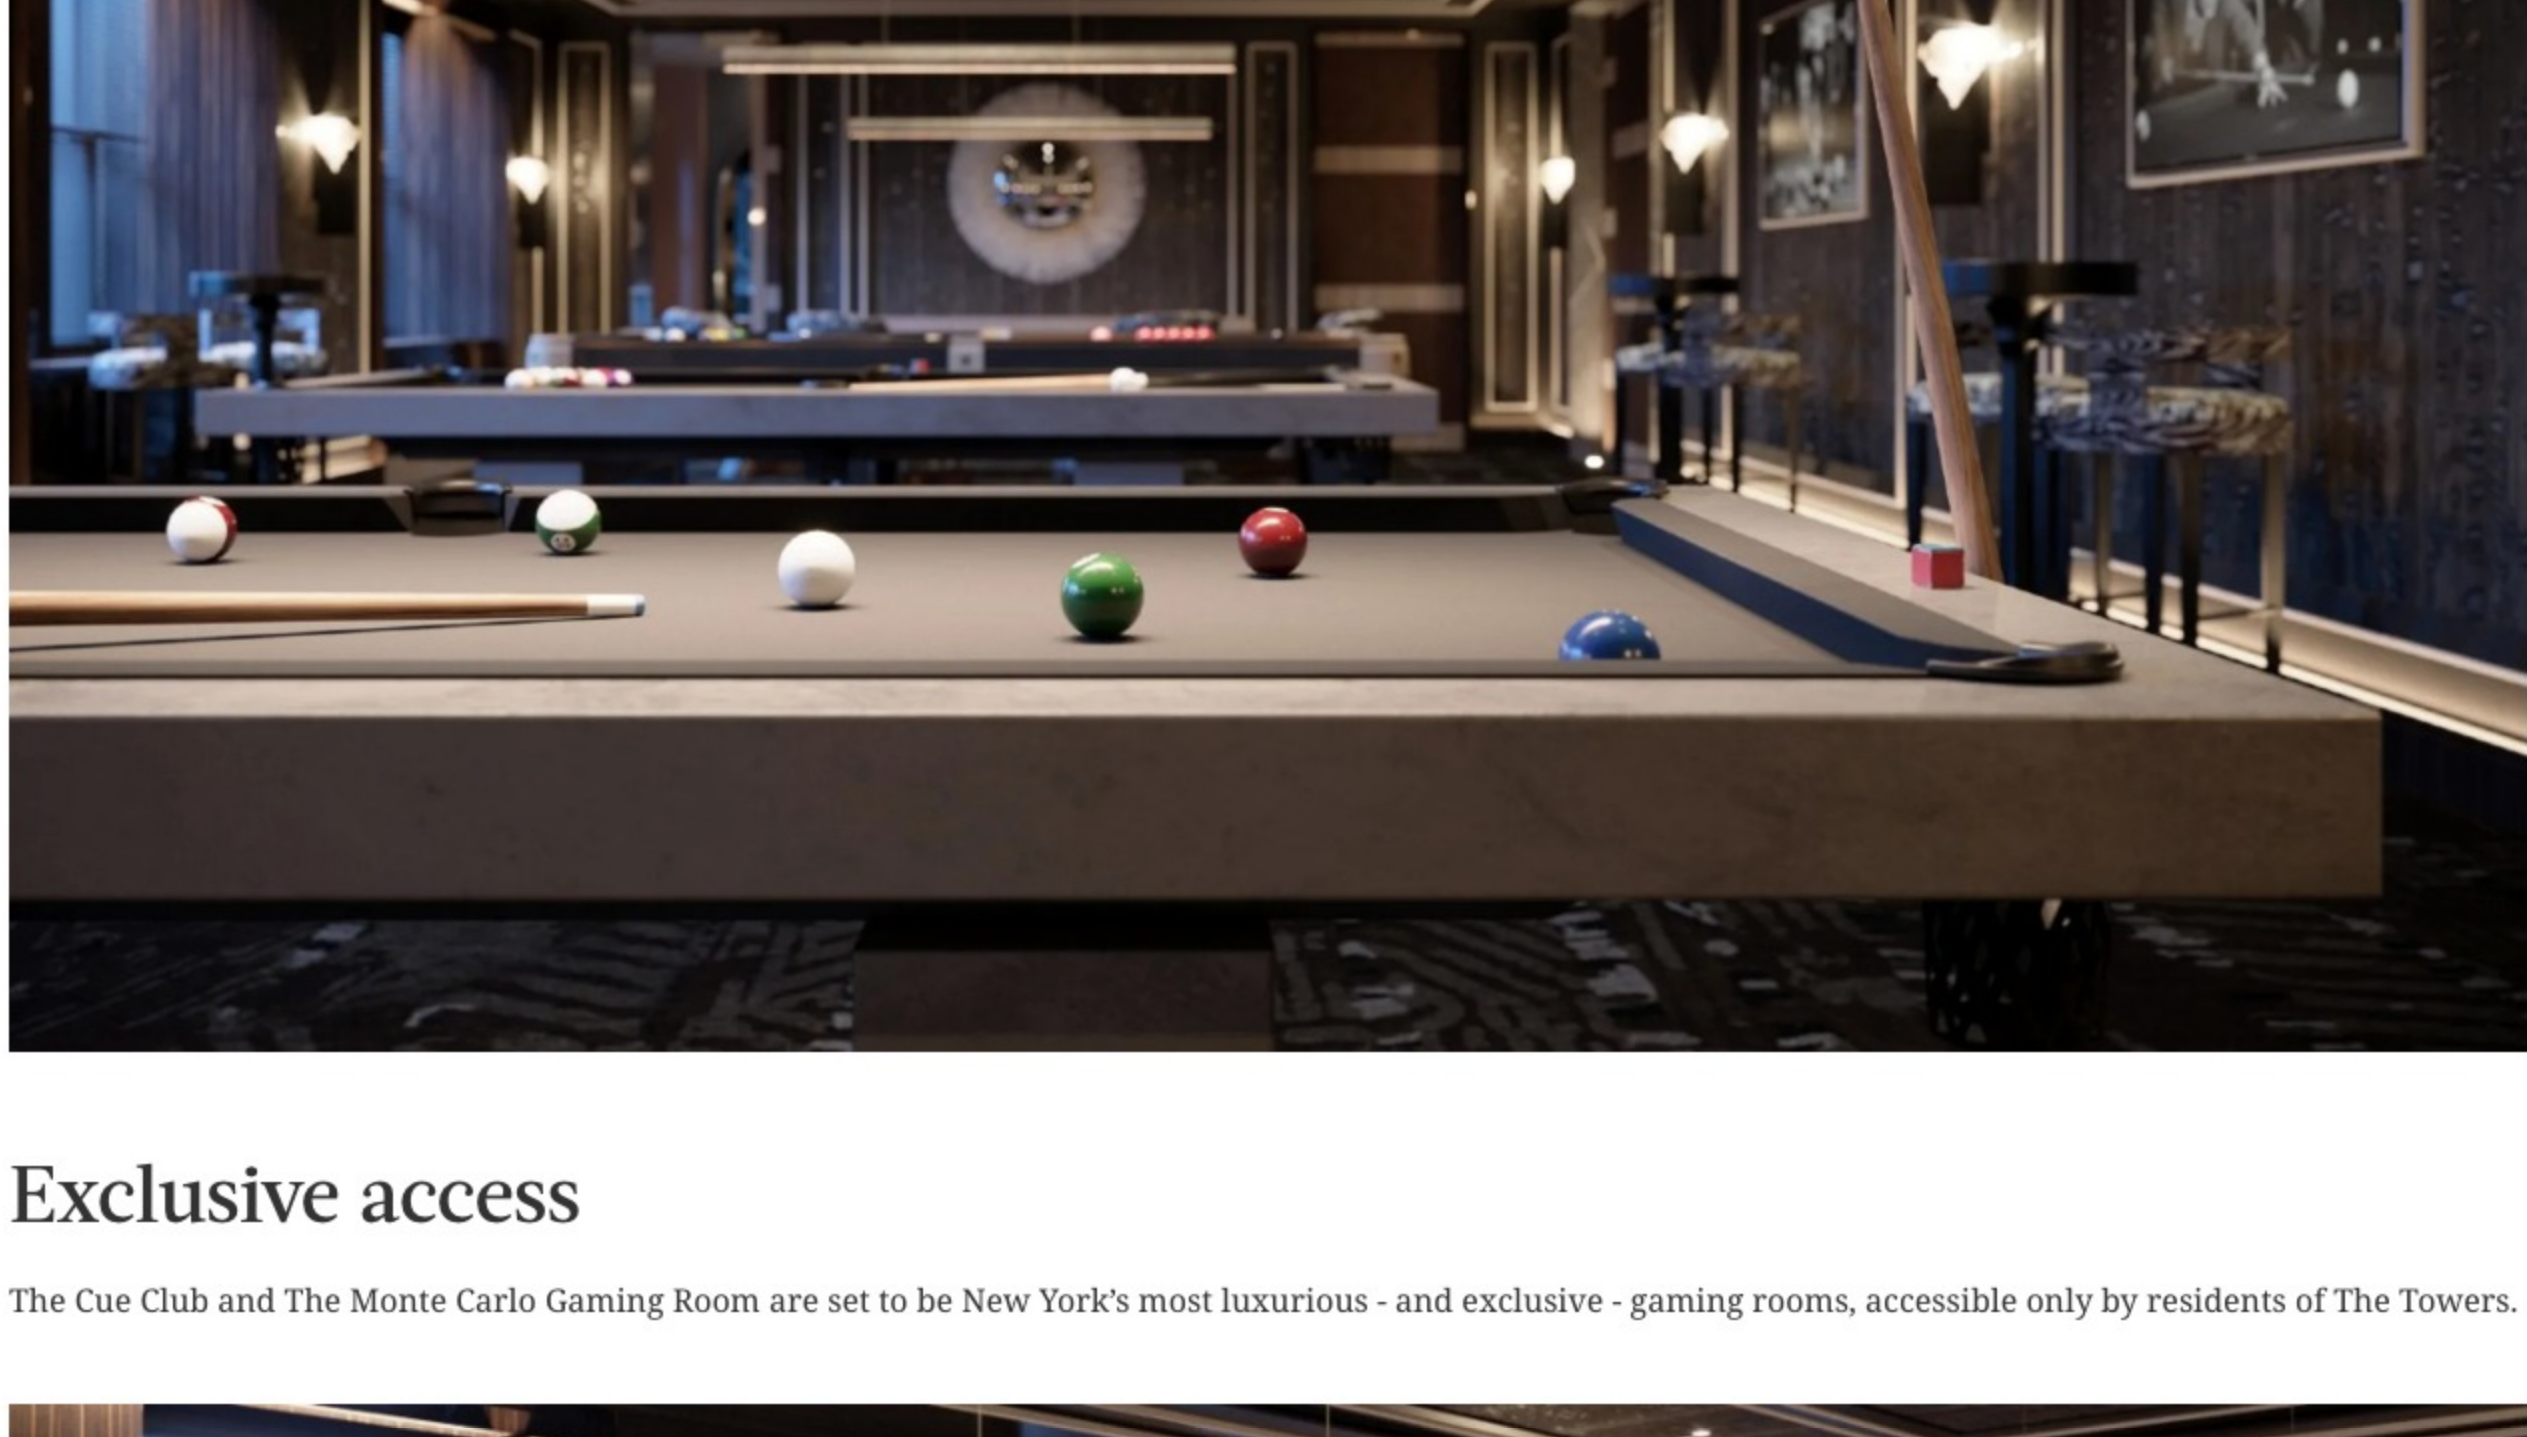 Exclusive access
The Cue Club and The Monte Carlo Gaming Room are set to be New York’s most luxurious - and exclusive - gaming rooms, accessible only by residents of The Towers.